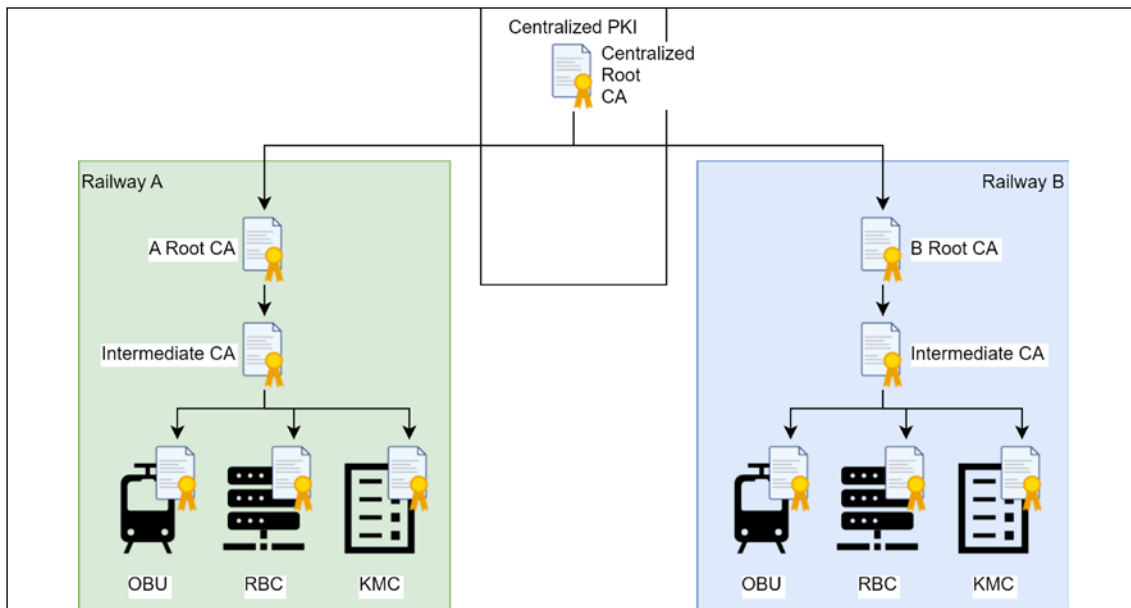 Centralized PKI
Centralized
Root
CA
Railway A
Railway B
A Root CA
B Root CA
Intermediate CA
Intermediate CA
OBU
RBC
KMC
OBU
RBC
KMC